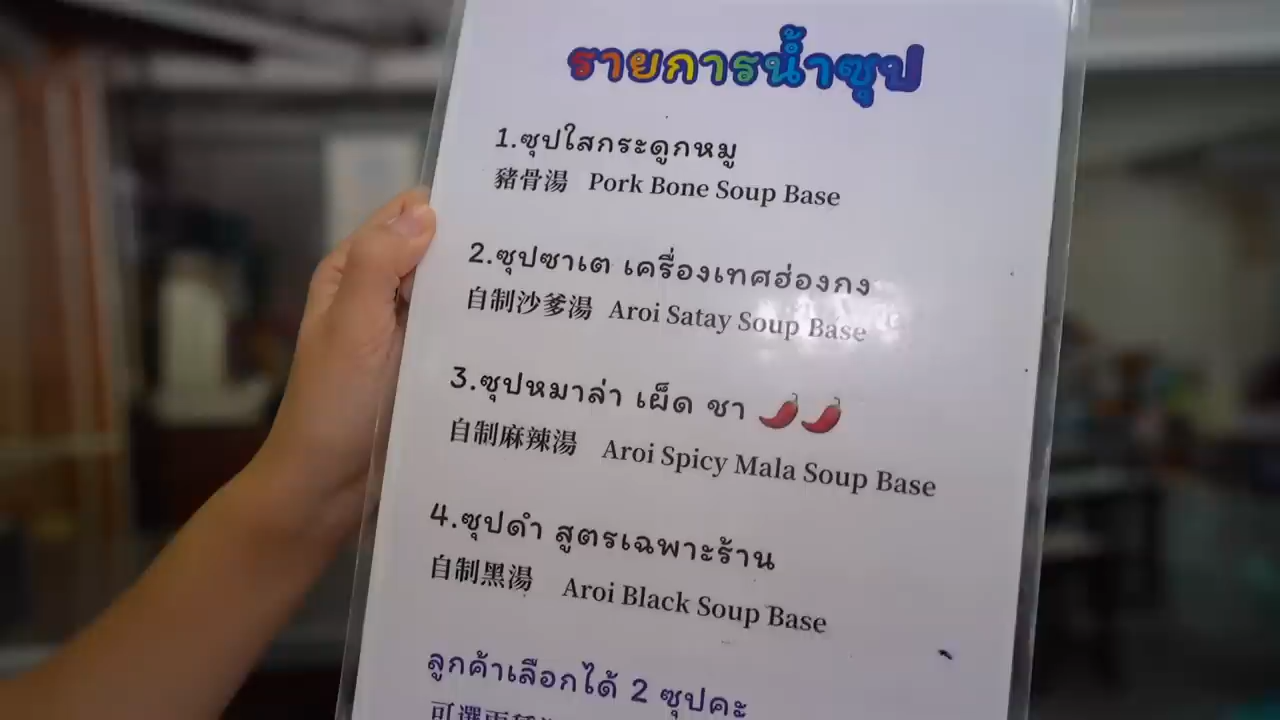 รายการน้ำซุป
1.ซุปใสกระดูกหมู
豬骨湯 Pork Bone Soup Base
2.ซุปซาเต เครื่องเทศฮ่องกง
自制沙爹湯 Aroi Satay Soup Base
3.ซุปหมาล่า เผ็ด ชา
自制麻辣湯 Aroi Spicy Mala Soup Base
4.ซุปดำ สูตรเฉพาะร้าน
自制黑湯 Aroi Black Soup Base
ลูกค้าเลือกได้ 2 ซุปคะ
可選兩